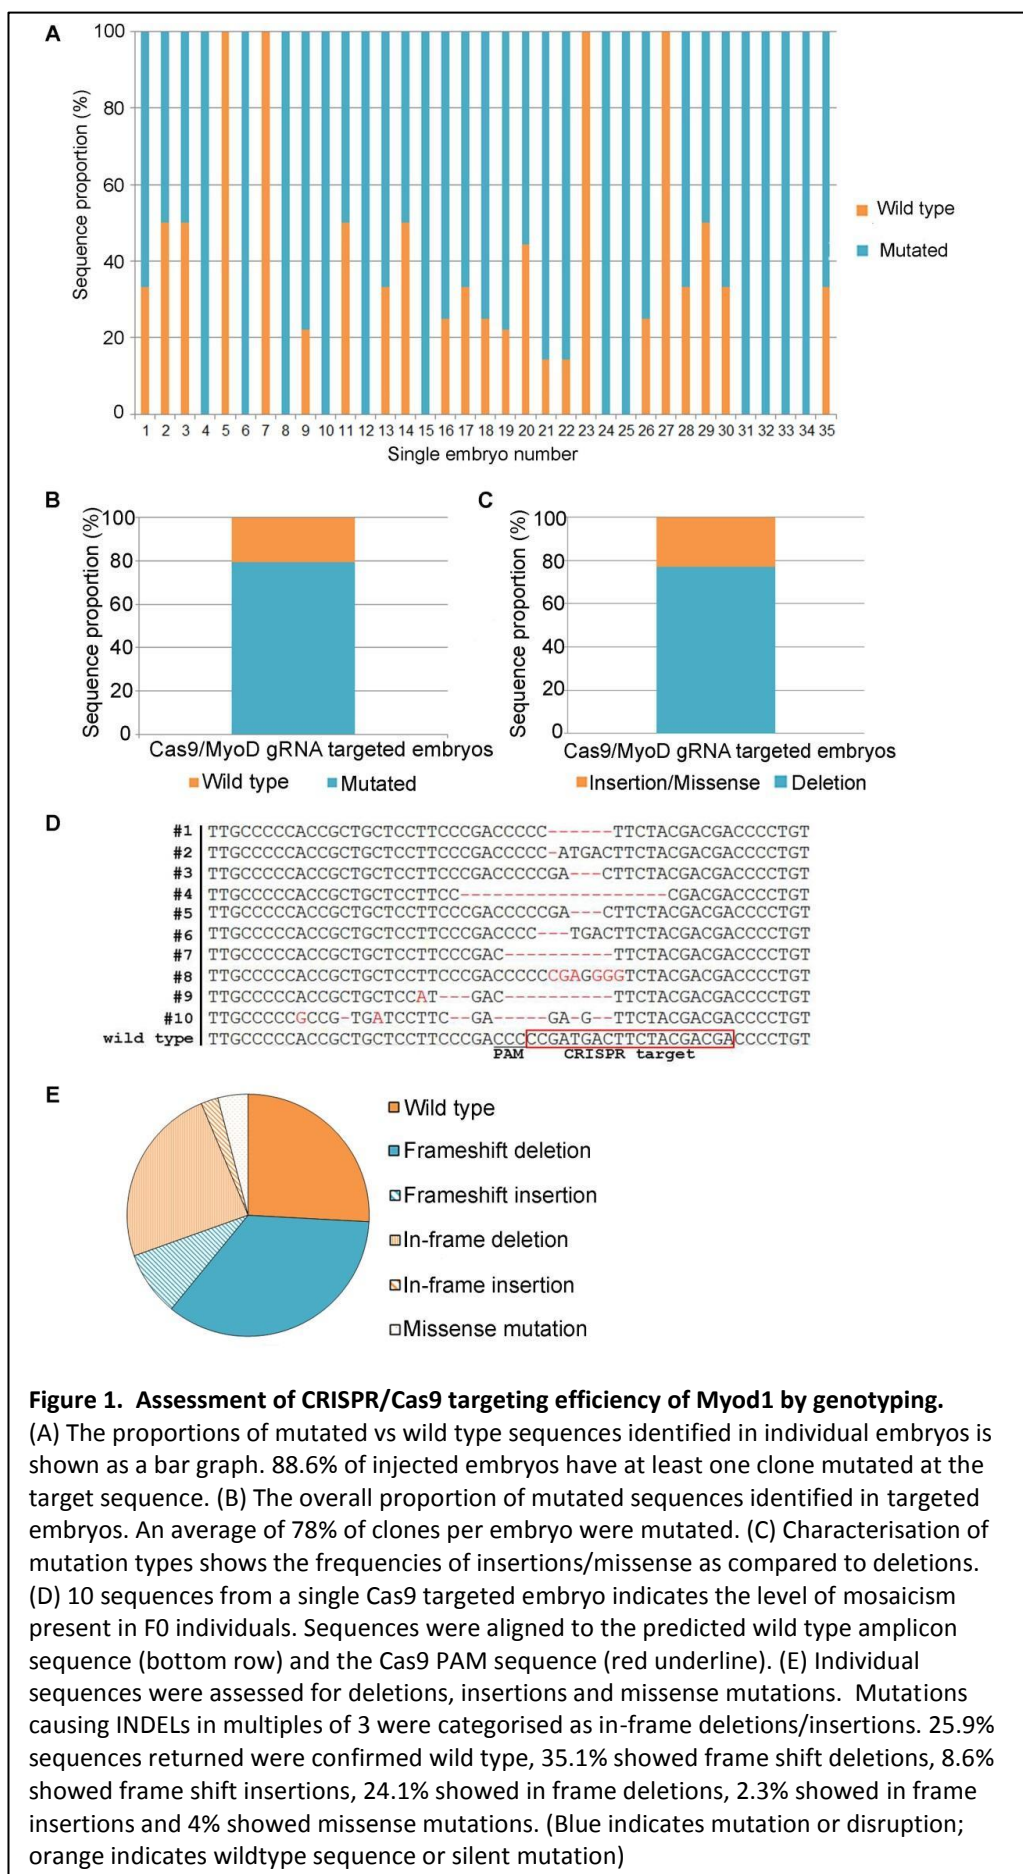 A
Sequence proportion (%)
100
80
60
40
20
0
1 2 3 4 5 6 7 8 9 10 11 12 13 14 15 16 17 18 19 20 21 22 23 24 25 26 27 28 29 30 31 32 33 34 35
Single embryo number
Wild type
Mutated
B
Sequence proportion (%)
100
80
60
40
20
0
Cas9/MyoD gRNA targeted embryos
Wild type Mutated
C
Sequence proportion (%)
100
80
60
40
20
0
Cas9/MyoD gRNA targeted embryos
Insertion/Missense Deletion
D
#1 TTGCCCCCACCGCTGCTCCTTCCCGACCCCC------TTCTACGACGACCCCTGT
#2 TTGCCCCCACCGCTGCTCCTTCCCGACCCCC-ATGACTTCTACGACGACCCCTGT
#3 TTGCCCCCACCGCTGCTCCTTCCCGACCCCCGA---CTTCTACGACGACCCCTGT
#4 TTGCCCCCACCGCTGCTCCTTCC-------------------CGACGACCCCTGT
#5 TTGCCCCCACCGCTGCTCCTTCCCGACCCCCGA---CTTCTACGACGACCCCTGT
#6 TTGCCCCCACCGCTGCTCCTTCCCGACCCC---TGACTTCTACGACGACCCCTGT
#7 TTGCCCCCACCGCTGCTCCTTCCCGAC----------TTCTACGACGACCCCTGT
#8 TTGCCCCCACCGCTGCTCCTTCCCGACCCCCCGAGGGGTCTACGACGACCCCTGT
#9 TTGCCCCCACCGCTGCTCCAT---GAC----------TTCTACGACGACCCCTGT
#10 TTGCCCCCGCCG-TGATCCTTC--GA-----GA-G--TTCTACGACGACCCCTGT
wild type TTGCCCCCACCGCTGCTCCTTCCCGACCCCCGATGACTTCTACGACGACCCCTGT
PAM CRISPR target
E
Wild type
Frameshift deletion
Frameshift insertion
In-frame deletion
In-frame insertion
Missense mutation
Figure 1. Assessment of CRISPR/Cas9 targeting efficiency of Myod1 by genotyping.
(A) The proportions of mutated vs wild type sequences identified in individual embryos is
shown as a bar graph. 88.6% of injected embryos have at least one clone mutated at the
target sequence. (B) The overall proportion of mutated sequences identified in targeted
embryos. An average of 78% of clones per embryo were mutated. (C) Characterisation of
mutation types shows the frequencies of insertions/missense as compared to deletions.
(D) 10 sequences from a single Cas9 targeted embryo indicates the level of mosaicism
present in F0 individuals. Sequences were aligned to the predicted wild type amplicon
sequence (bottom row) and the Cas9 PAM sequence (red underline). (E) Individual
sequences were assessed for deletions, insertions and missense mutations. Mutations
causing INDELs in multiples of 3 were categorised as in-frame deletions/insertions. 25.9%
sequences returned were confirmed wild type, 35.1% showed frame shift deletions, 8.6%
showed frame shift insertions, 24.1% showed in frame deletions, 2.3% showed in frame
insertions and 4% showed missense mutations. (Blue indicates mutation or disruption;
orange indicates wildtype sequence or silent mutation)